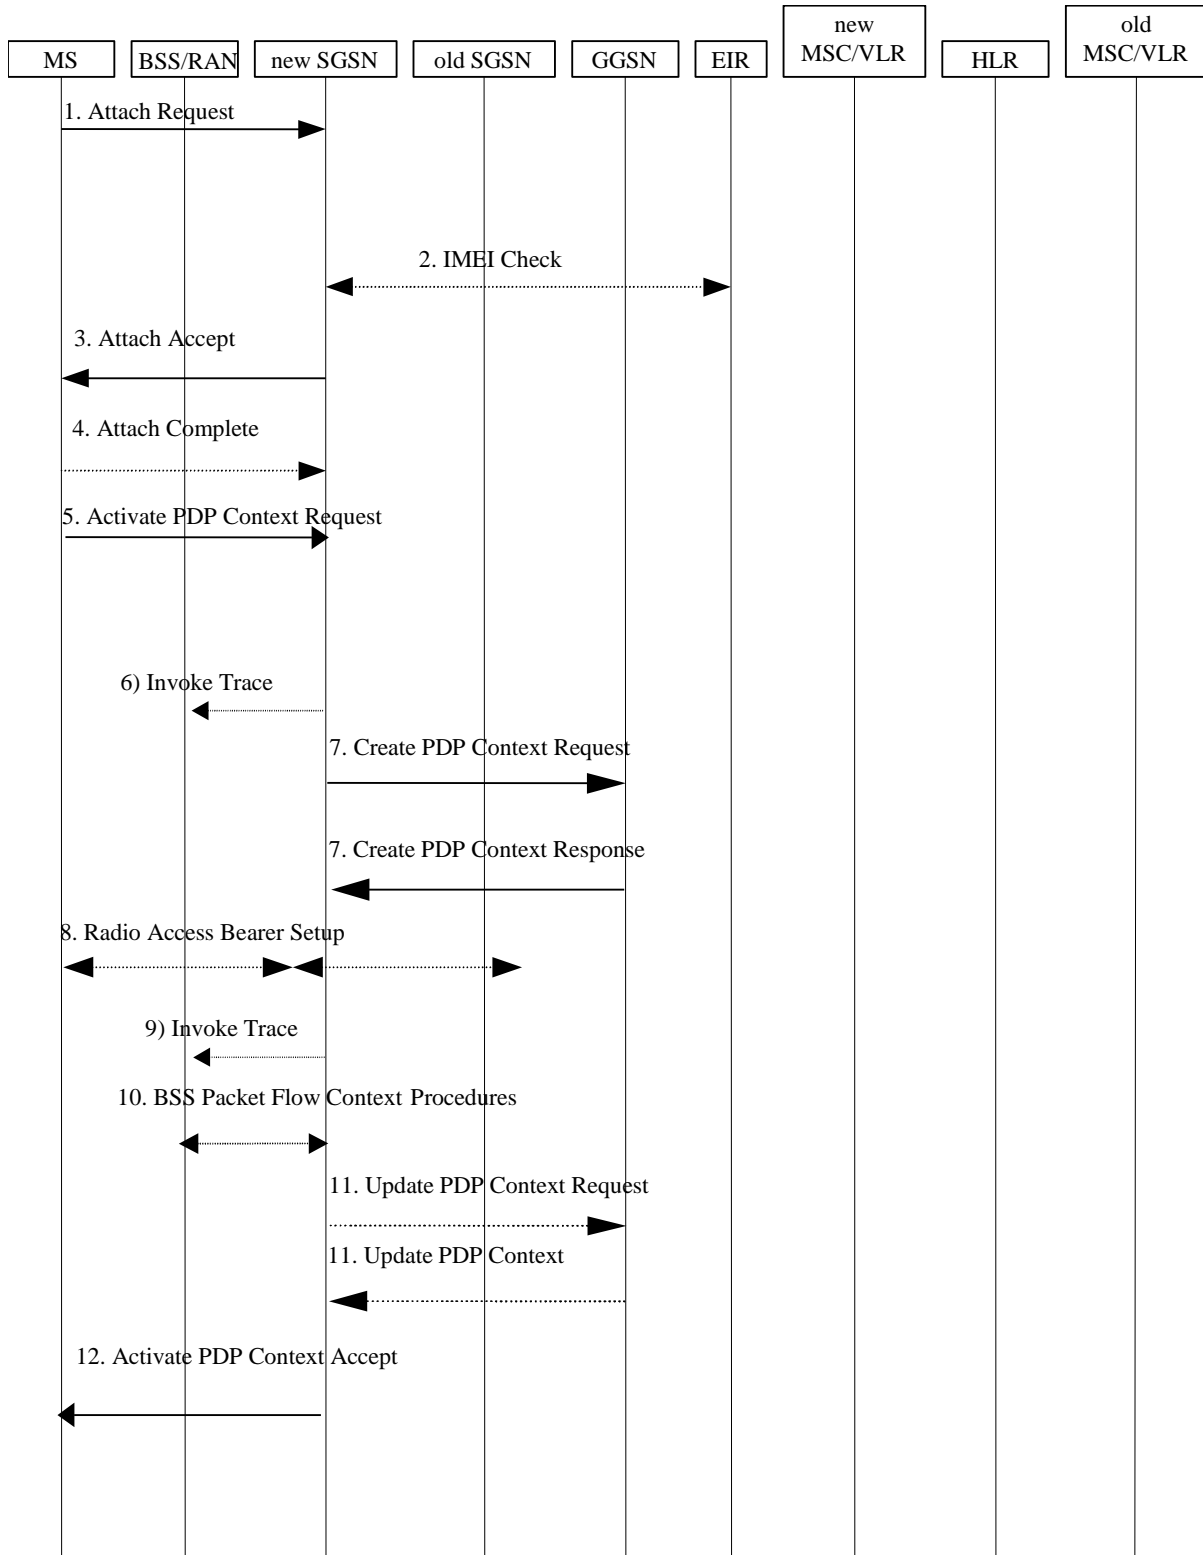 new
old
MS
BSS/RAN
new SGSN
old SGSN
GGSN
EIR
MSC/VLR
HLR
MSC/VLR
1. Attach Request
2. IMEI Check
3. Attach Accept
4. Attach Complete
5. Activate PDP Context Request
6) Invoke Trace
7. Create PDP Context Request
7. Create PDP Context Response
8. Radio Access Bearer Setup
9) Invoke Trace
10. BSS Packet Flow Context Procedures
11. Update PDP Context Request
11. Update PDP Context
12. Activate PDP Context Accept